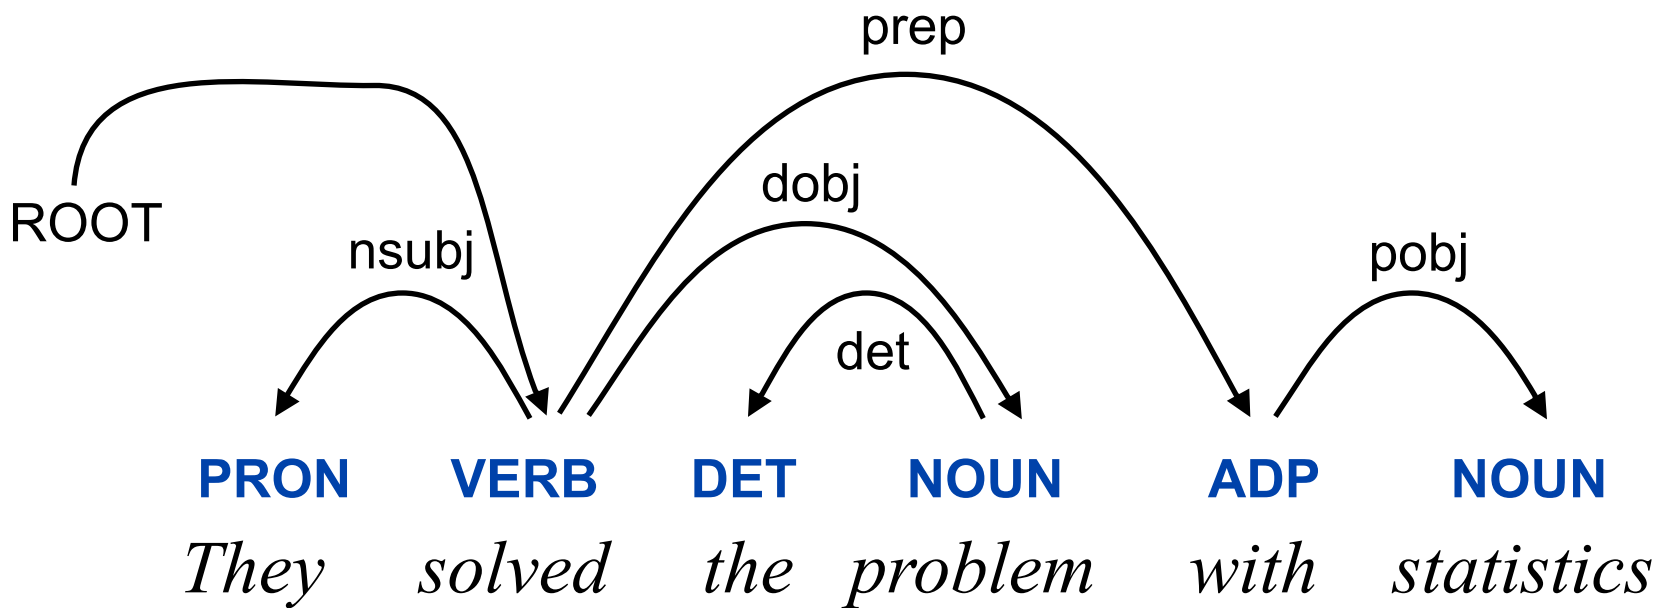 prep
dobj
ROOT
nsubj
pobj
det
PRON VERB DET NOUN ADP NOUN
They solved the problem with statistics